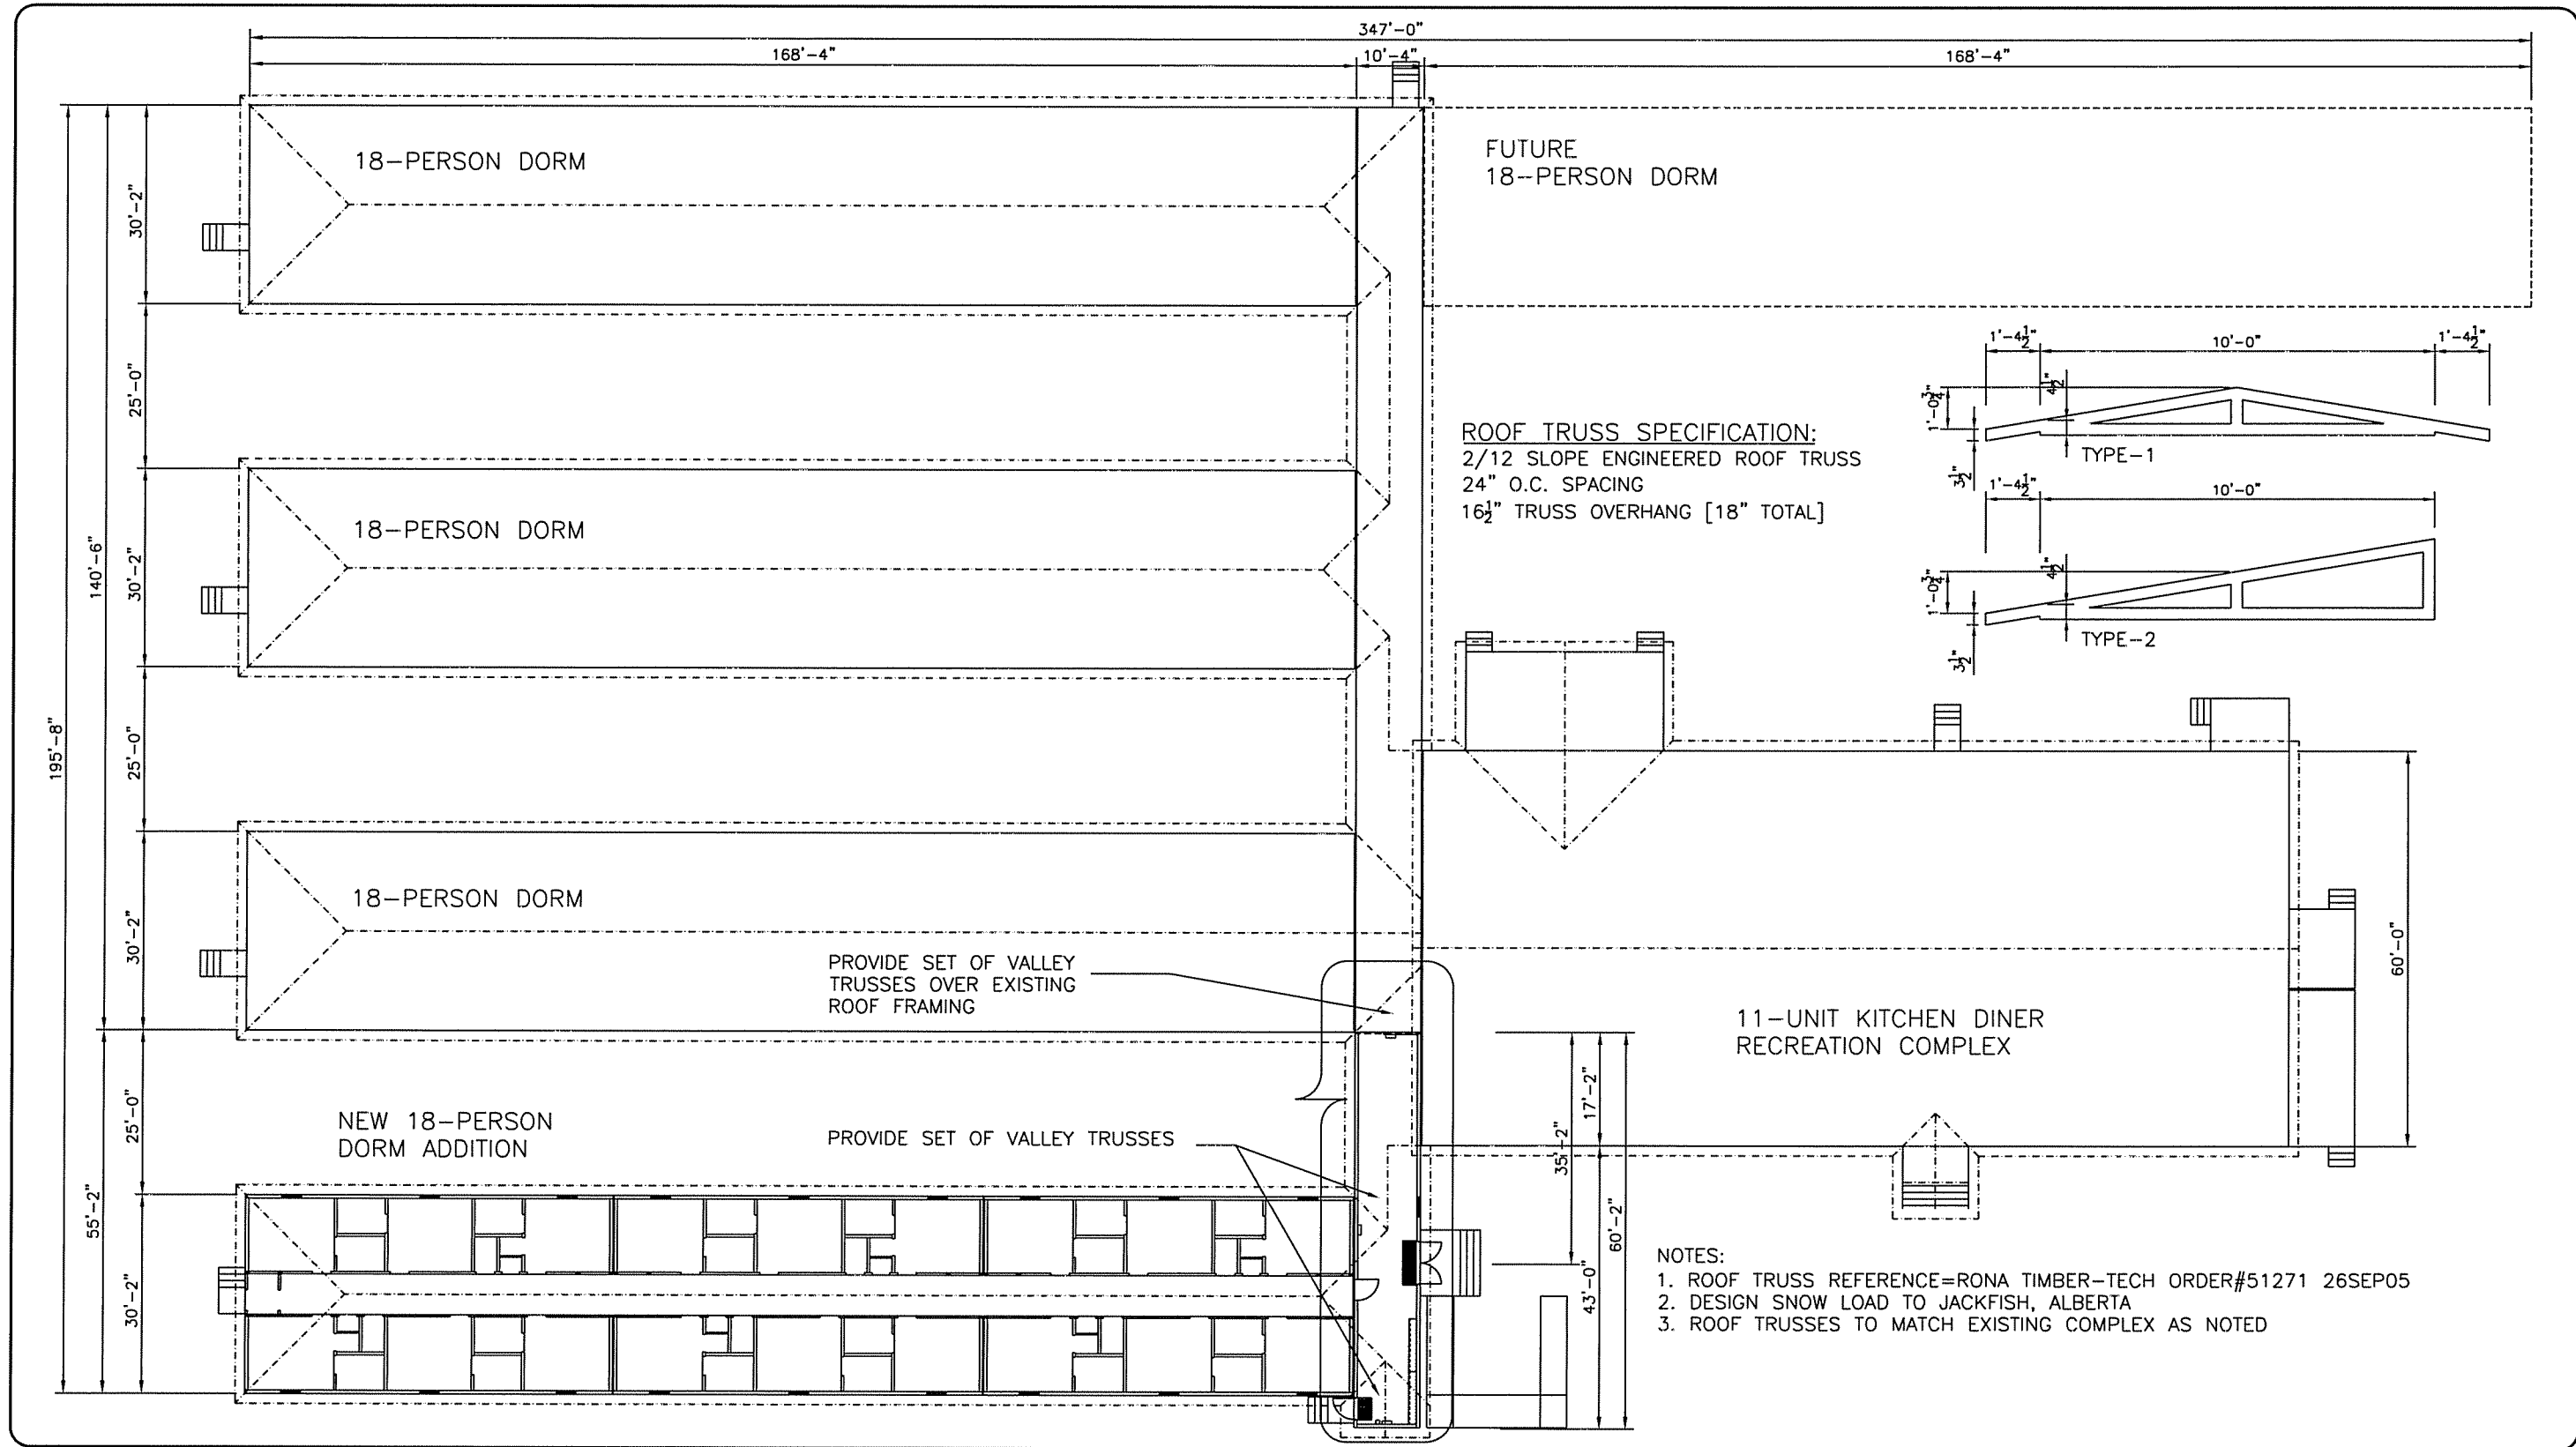 347'-0"
168'-4"
10'-4"
168'-4"
18-PERSON DORM
FUTURE
18-PERSON DORM
30'-2"
25'-0"
30'-2"
25'-0"
30'-2"
25'-0"
30'-2"
140'-6"
195'-8"
55'-2"
1'-4½"
10'-0"
1'-4½"
1'-0¾"
4½"
3½"
TYPE-1
ROOF TRUSS SPECIFICATION:
2/12 SLOPE ENGINEERED ROOF TRUSS
24" O.C. SPACING
16½" TRUSS OVERHANG [18" TOTAL]
1'-4½"
10'-0"
1'-0¾"
4½"
3½"
TYPE-2
18-PERSON DORM
18-PERSON DORM
PROVIDE SET OF VALLEY
TRUSSES OVER EXISTING
ROOF FRAMING
60'-0"
11-UNIT KITCHEN DINER
RECREATION COMPLEX
17'-2"
35'-2"
60'-2"
43'-0"
NEW 18-PERSON
DORM ADDITION
PROVIDE SET OF VALLEY TRUSSES
NOTES:
1. ROOF TRUSS REFERENCE=RONA TIMBER-TECH ORDER#51271 26SEP05
2. DESIGN SNOW LOAD TO JACKFISH, ALBERTA
3. ROOF TRUSSES TO MATCH EXISTING COMPLEX AS NOTED